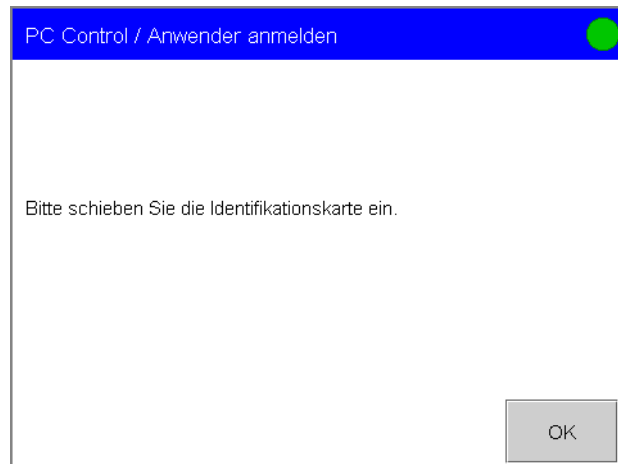 PC Control / Anwender anmelden
Bitte schieben Sie die Identifikationskarte ein.
OK